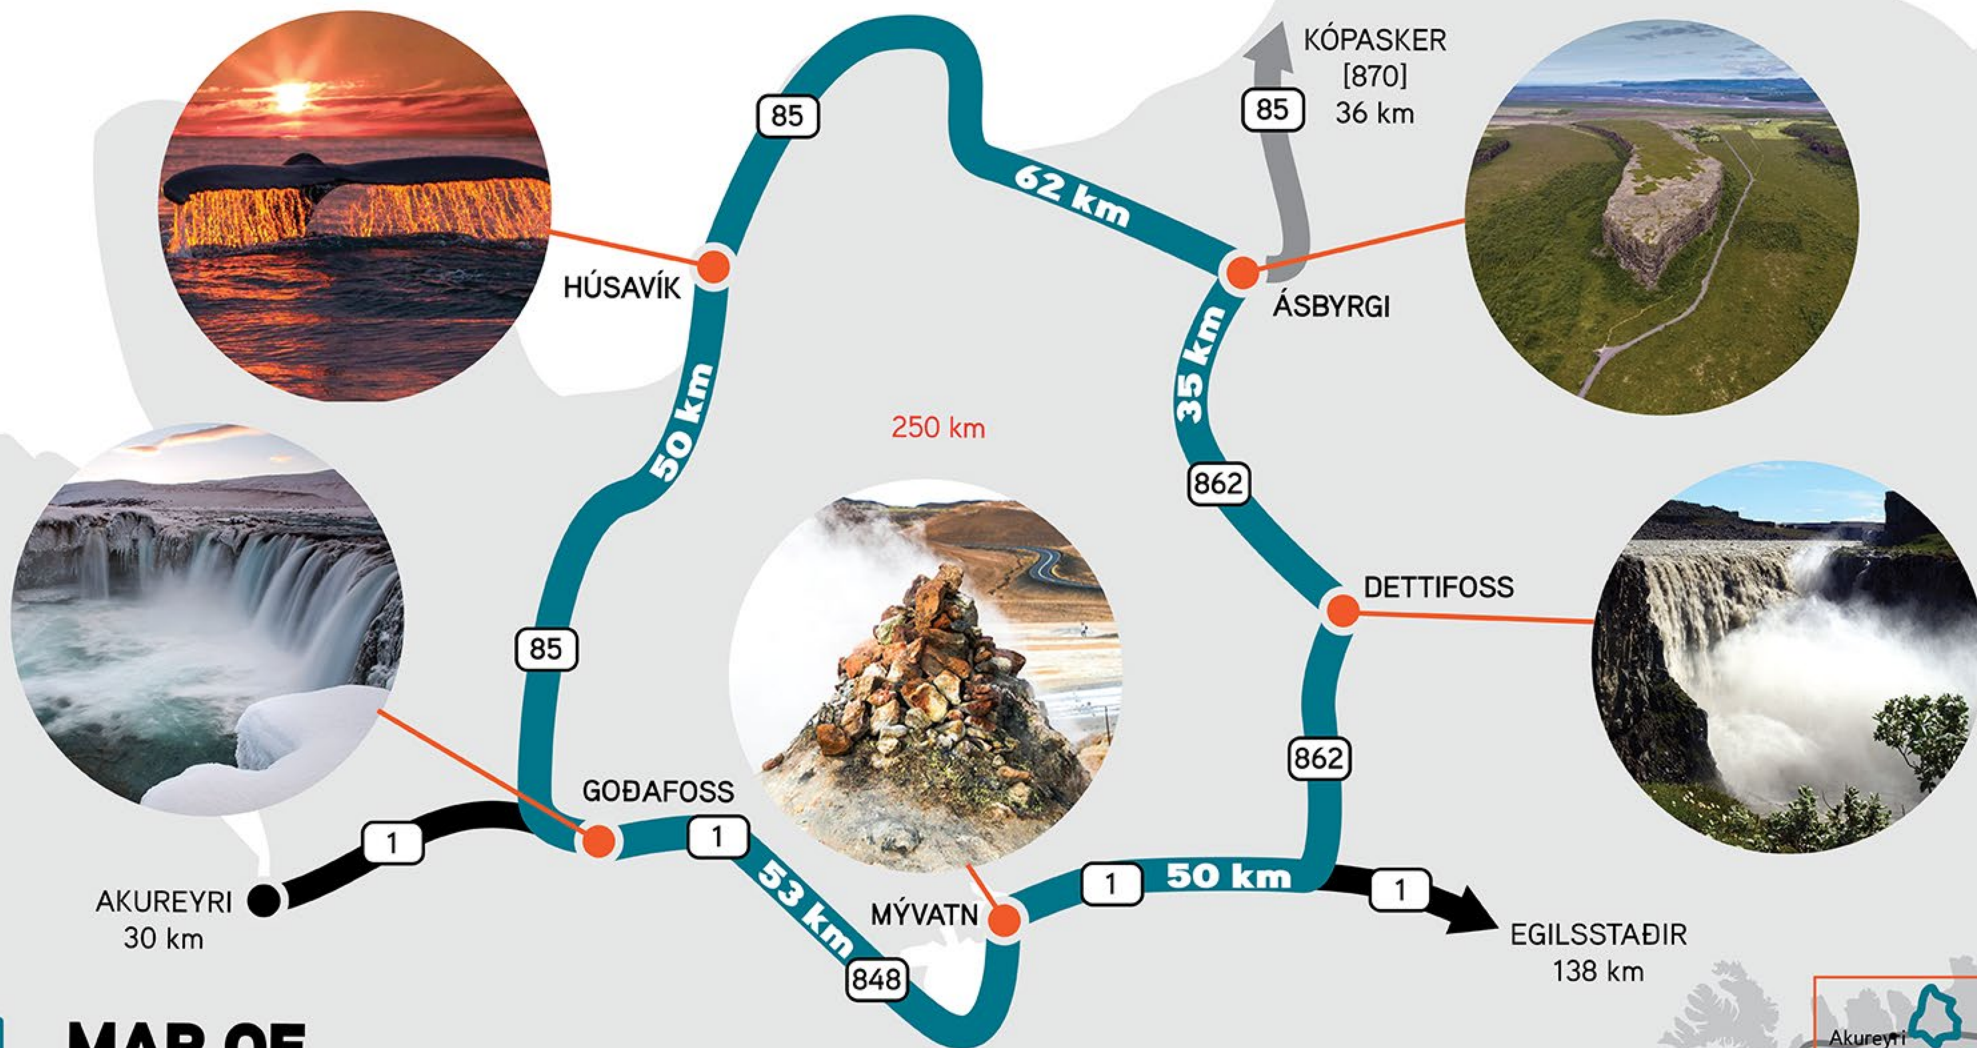 KÓPASKER
[870]
36 km
85
85
62 km
HÚSAVÍK
ÁSBYRGI
35 km
50 km
250 km
862
DETTIFOSS
85
862
GOÐAFOSS
1
1
53 km
1
50 km
1
AKUREYRI
30 km
MÝVATN
EGILSSTAÐIR
138 km
848
MAP OF
Akureyri